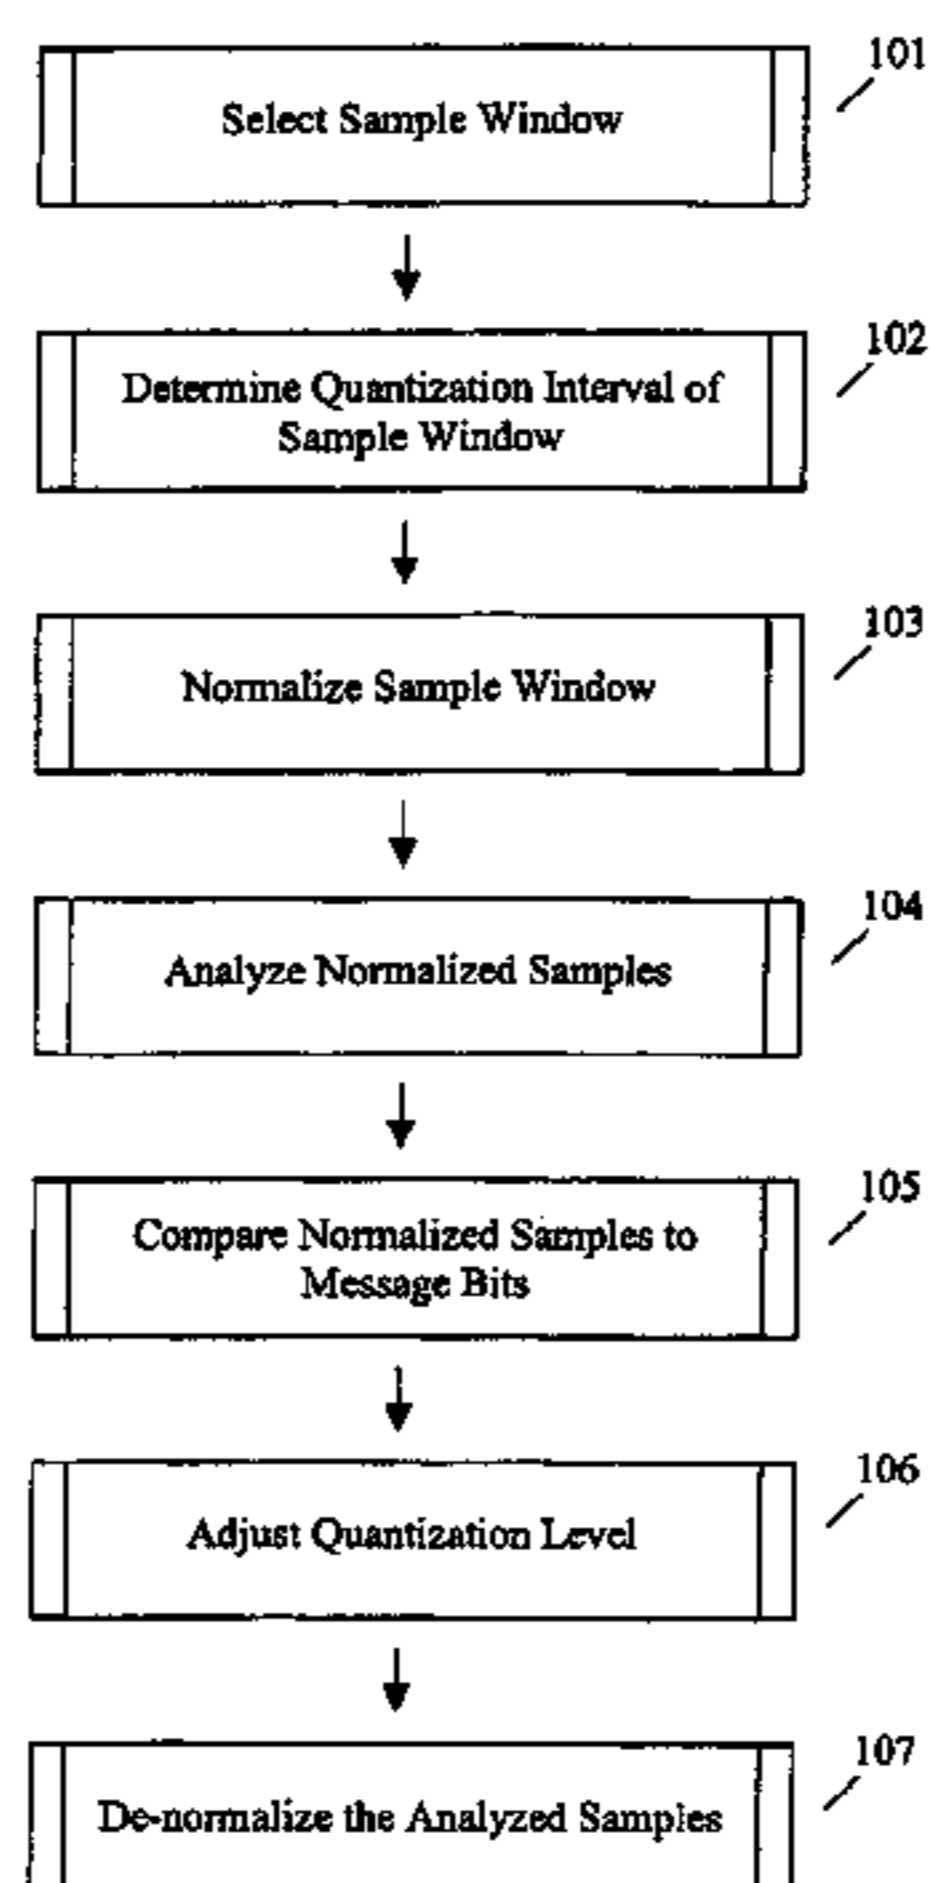 101
Select Sample Window
102
Determine Quantization Interval of
Sample Window
103
Normalize Sample Window
104
Analyze Normalized Samples
105
Compare Normalized Samples to
Message Bits
106
Adjust Quantization Level
107
De-normalize the Analyzed Samples